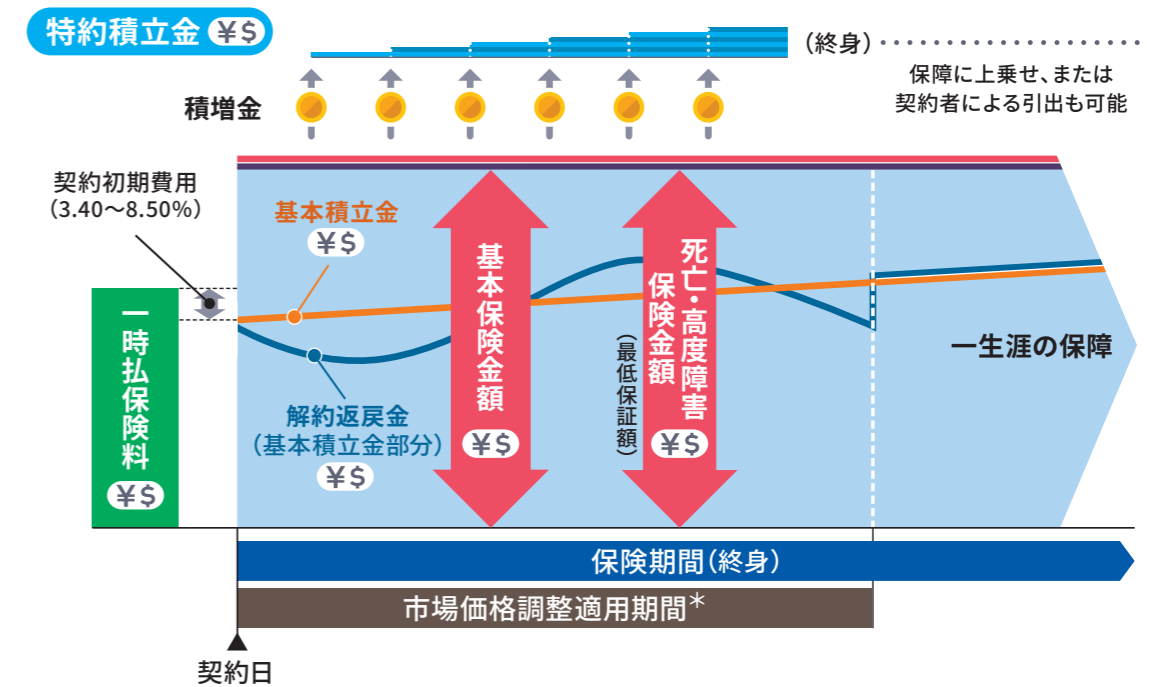 特約積立金 ¥$
(終身)
保障に上乗せ、または
契約者による引出も可能
積増金
契約初期費用
(3.40～8.50%)
基本積立金
¥$
一時払保険料
¥$
解約返戻金
(基本積立金部分)
¥$
基本保険金額
¥$
死亡・高度障害
保険金額
(最低保証額)
¥$
一生涯の保障
保険期間(終身)
市場価格調整適用期間＊
契約日